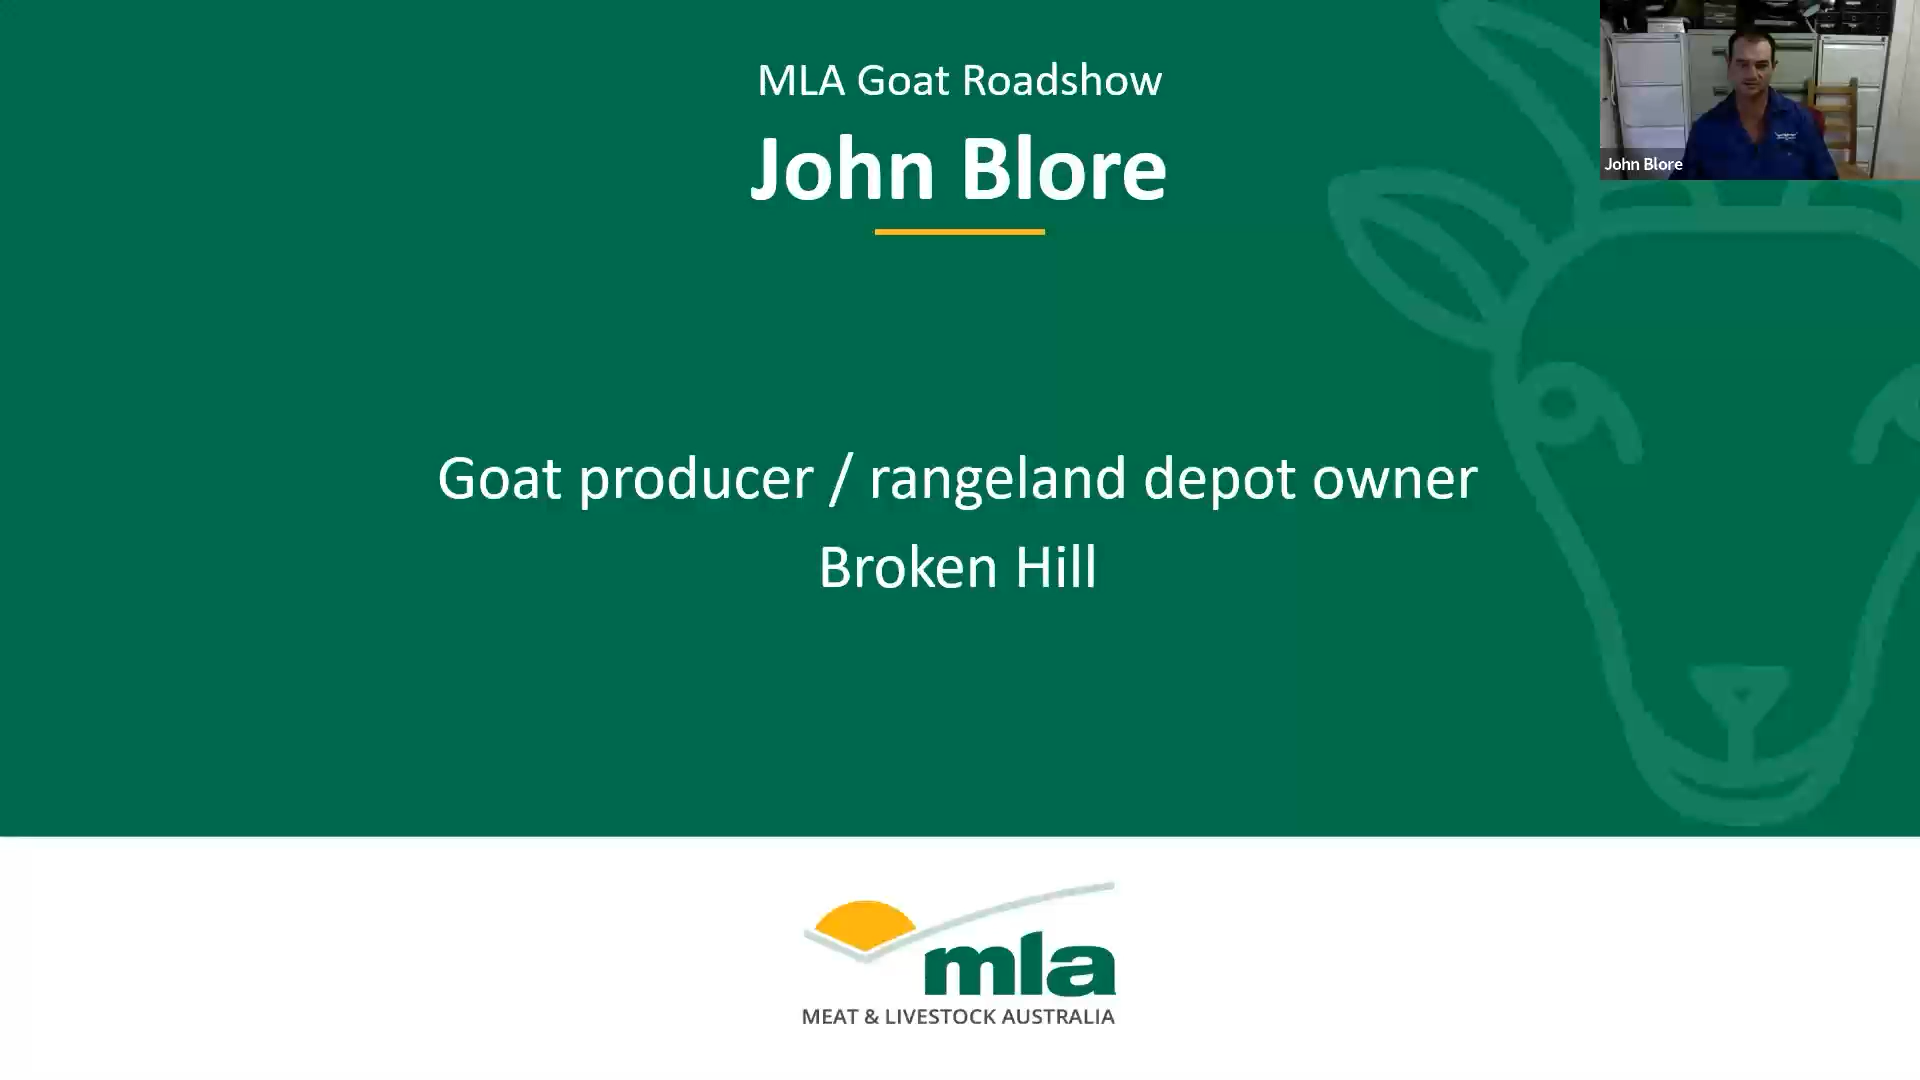 MLA Goat Roadshow
John Blore
John Blore
Goat producer / rangeland depot owner
Broken Hill
mla
MEAT & LIVESTOCK AUSTRALIA